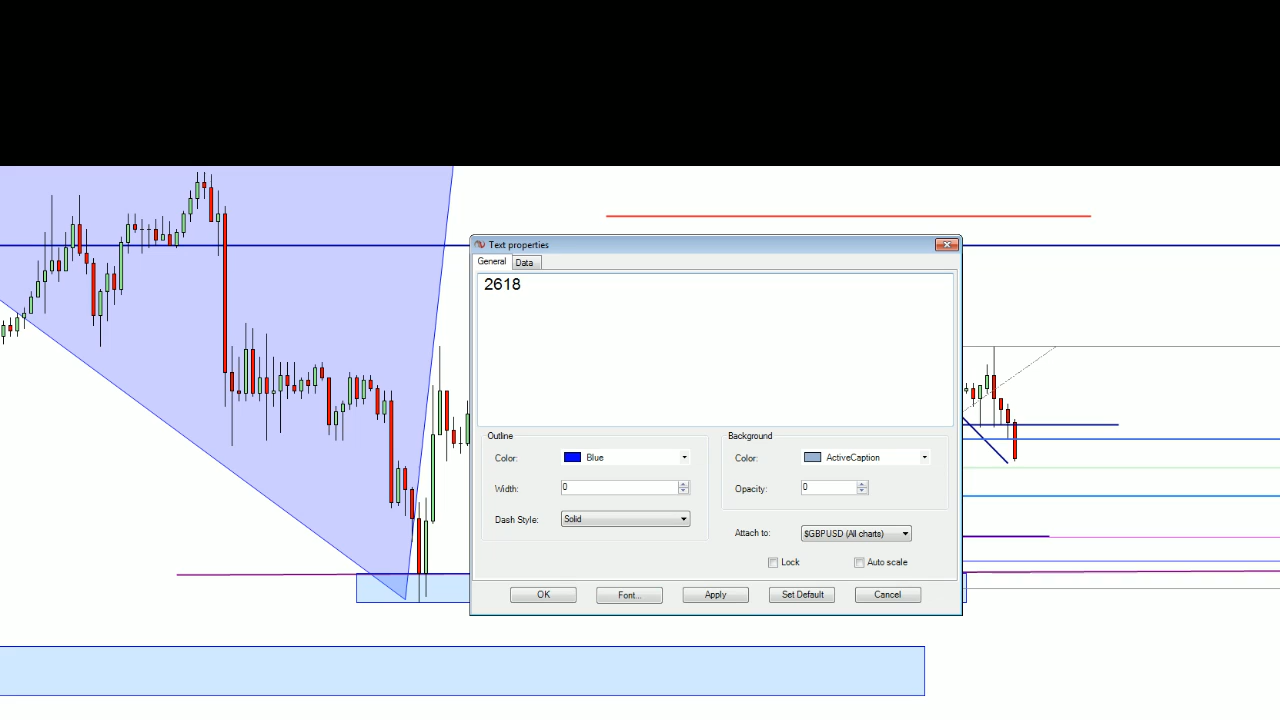 Text properties
General Data
2618
Outline
Background
Color: Blue
Color: ActiveCaption
Width: 0
Opacity: 0
Dash Style: Solid
Attach to: $GBPUSD (All charts)
Lock Auto scale
OK Font... Apply Set Default Cancel